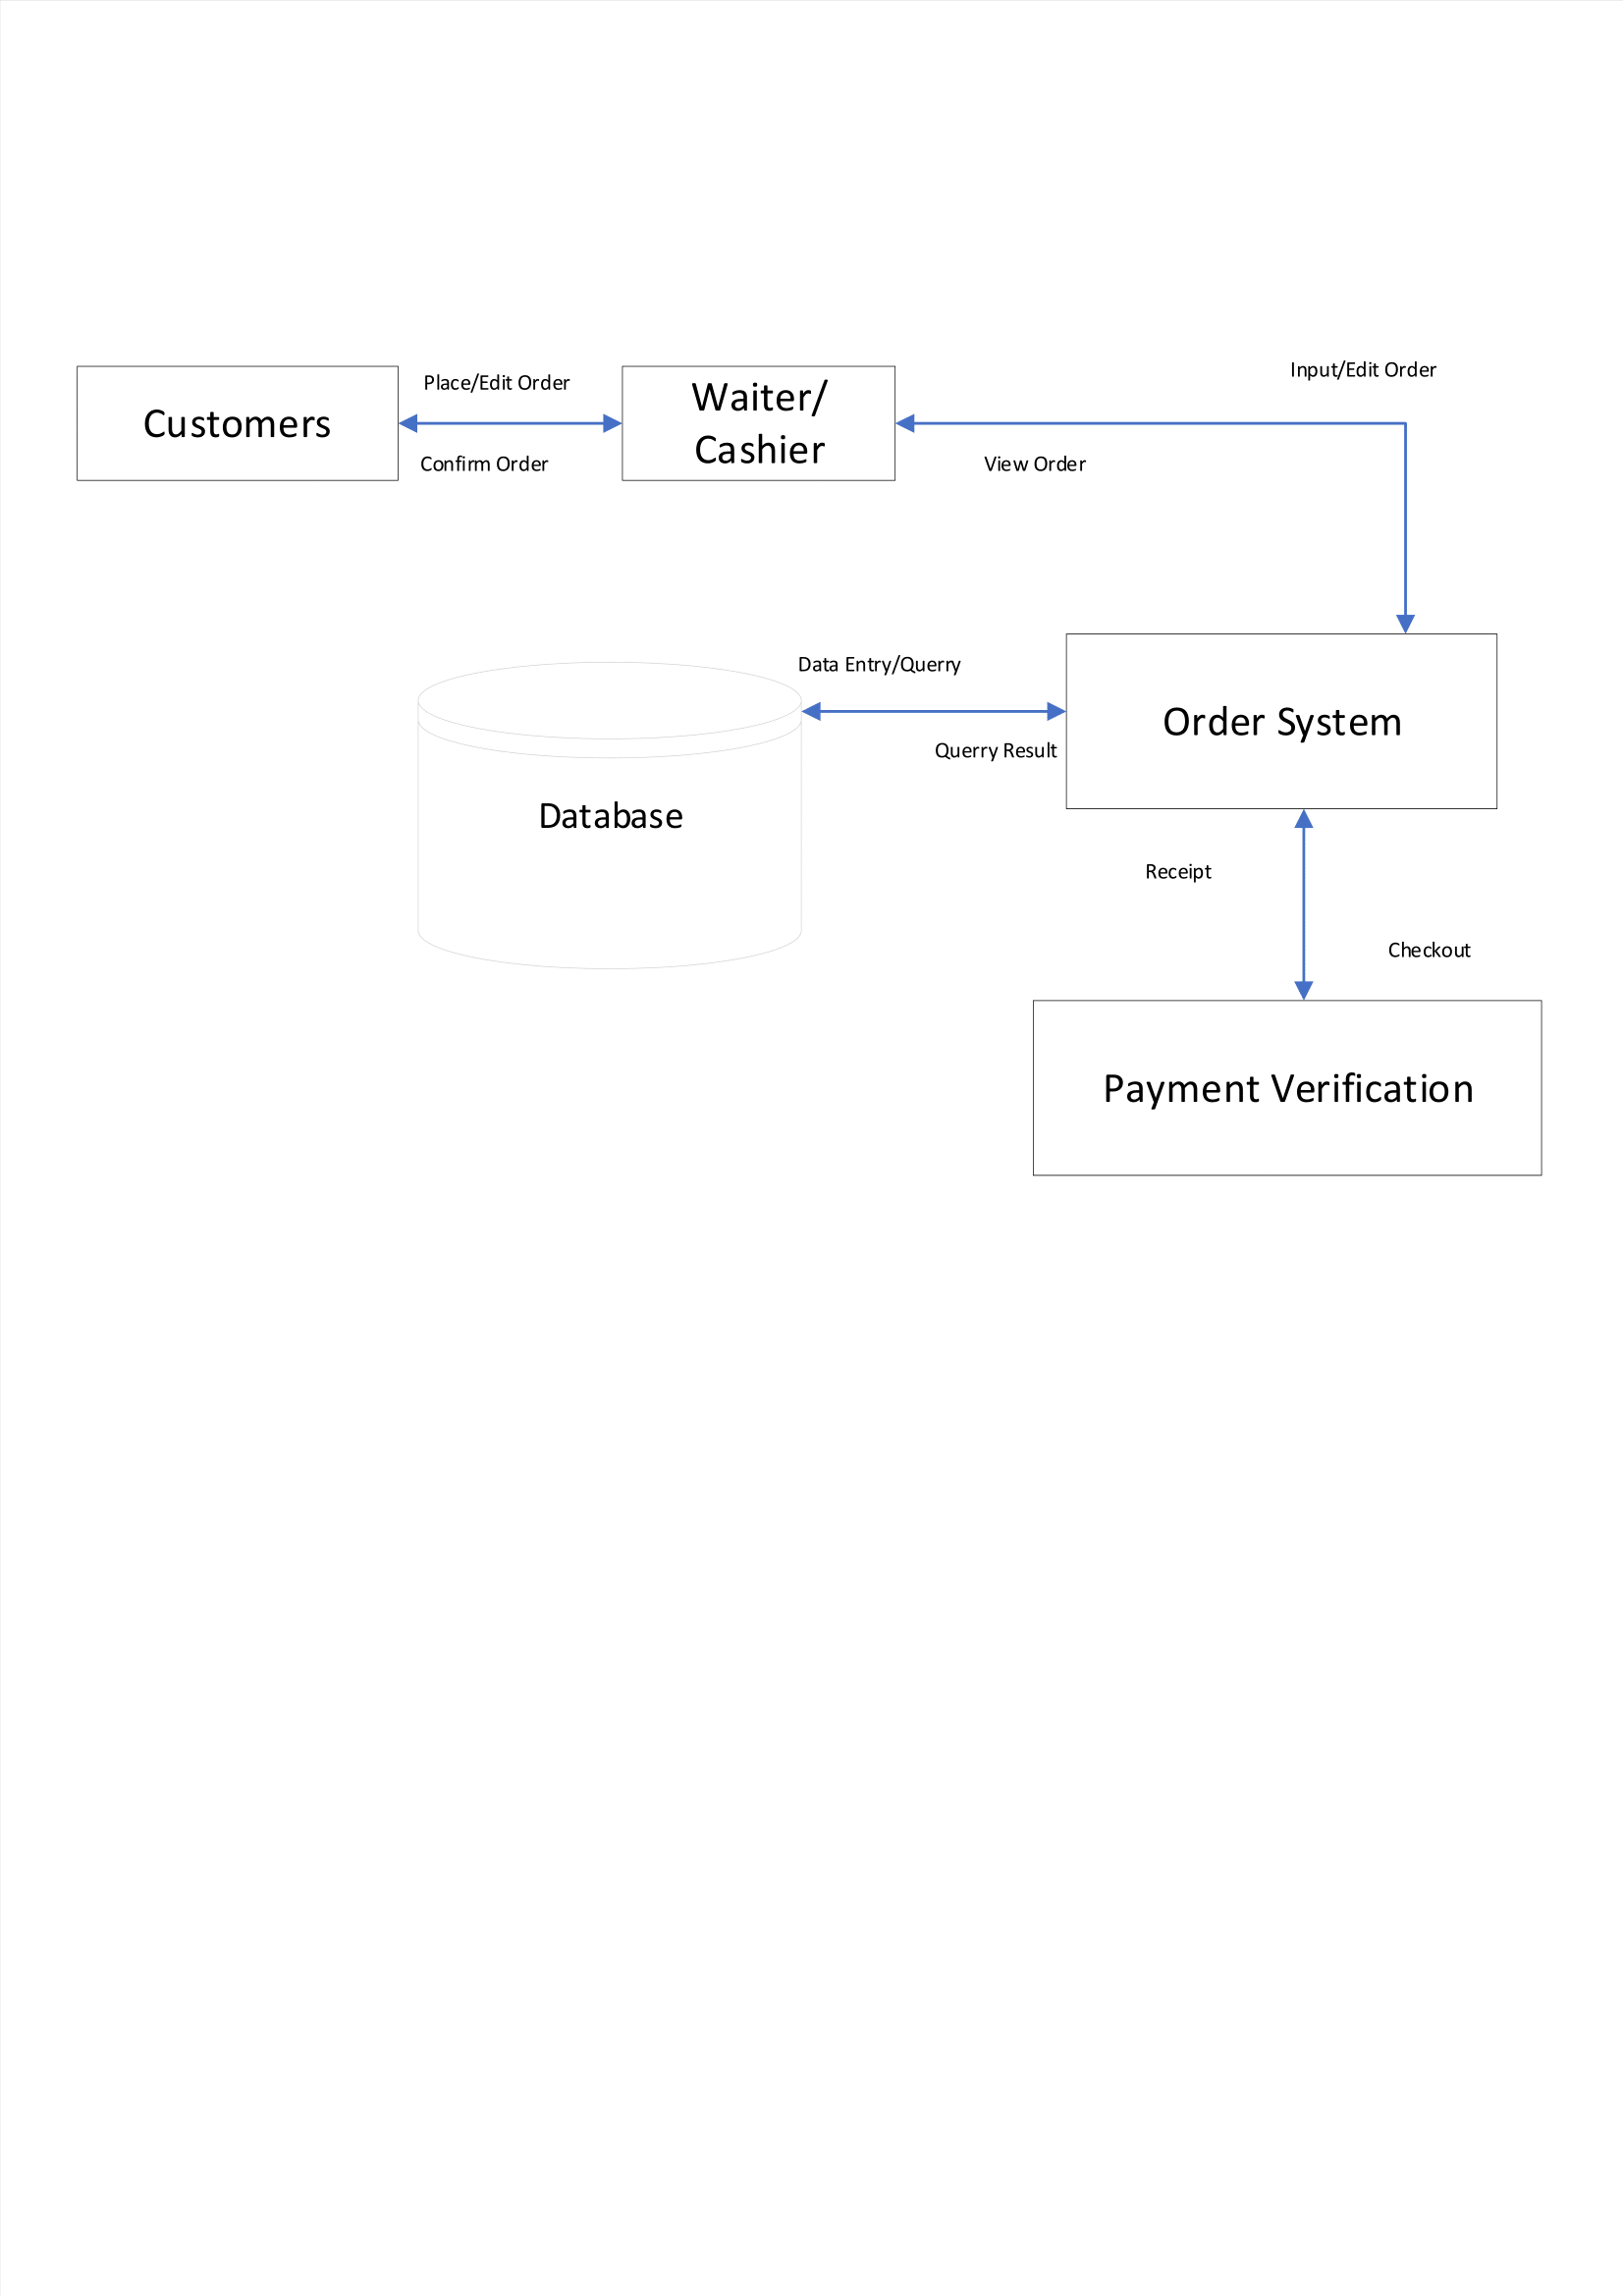 Input/Edit Order
Place/Edit Order
Customers
Waiter/
Cashier
Confirm Order
View Order
Data Entry/Querry
Order System
Querry Result
Database
Receipt
Checkout
Payment Verification